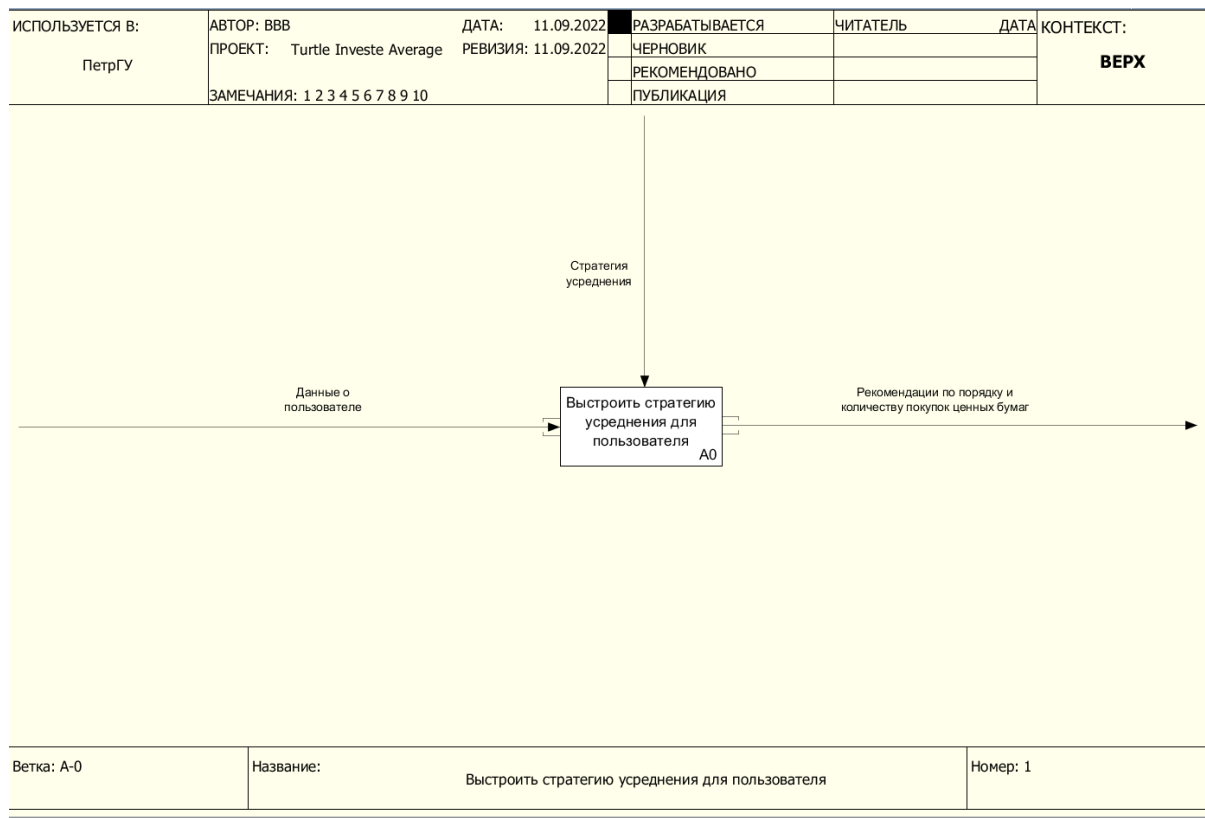 ИСПОЛЬЗУЕТСЯ В:
ПетрГУ
АВТОР: ВВВ
ДАТА: 11.09.2022
ПРОЕКТ: Turtle Investe Average
РЕВИЗИЯ: 11.09.2022
ЗАМЕЧАНИЯ: 1 2 3 4 5 6 7 8 9 10
РАЗРАБАТЫВАЕТСЯ
ЧЕРНОВИК
РЕКОМЕНДОВАНО
ПУБЛИКАЦИЯ
ЧИТАТЕЛЬ ДАТА
КОНТЕКСТ:
ВЕРХ
Стратегия
усреднения
Данные о
пользователе
Выстроить стратегию
усреднения для
пользователя
A0
Рекомендации по порядку и
количеству покупок ценных бумаг
Ветка: A-0
Название:
Выстроить стратегию усреднения для пользователя
Номер: 1